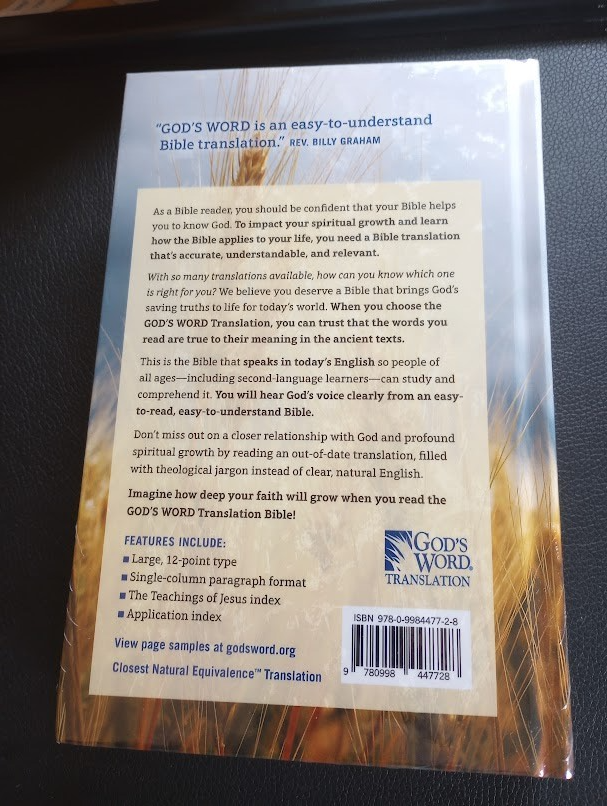 "GOD'S WORD is an easy-to-understand
Bible translation." REV. BILLY GRAHAM
As a Bible reader, you should be confident that your Bible helps
you to know God. To impact your spiritual growth and learn
how the Bible applies to your life, you need a Bible translation
that's accurate, understandable, and relevant.
With so many translations available, how can you know which one
is right for you? We believe you deserve a Bible that brings God's
saving truths to life for today's world. When you choose the
GOD'S WORD Translation, you can trust that the words you
read are true to their meaning in the ancient texts.
This is the Bible that speaks in today's English so people of
all ages—including second-language learners—can study and
comprehend it. You will hear God's voice clearly from an easy-
to-read, easy-to-understand Bible.
Don't miss out on a closer relationship with God and profound
spiritual growth by reading an out-of-date translation, filled
with theological jargon instead of clear, natural English.
Imagine how deep your faith will grow when you read the
GOD'S WORD Translation Bible!
FEATURES INCLUDE:
■ Large, 12-point type
■ Single-column paragraph format
■ The Teachings of Jesus index
■ Application index
View page samples at godsword.org
Closest Natural Equivalence™ Translation
GOD'S
WORD®
TRANSLATION
ISBN 978-0-9984477-2-8
9 780998 447728